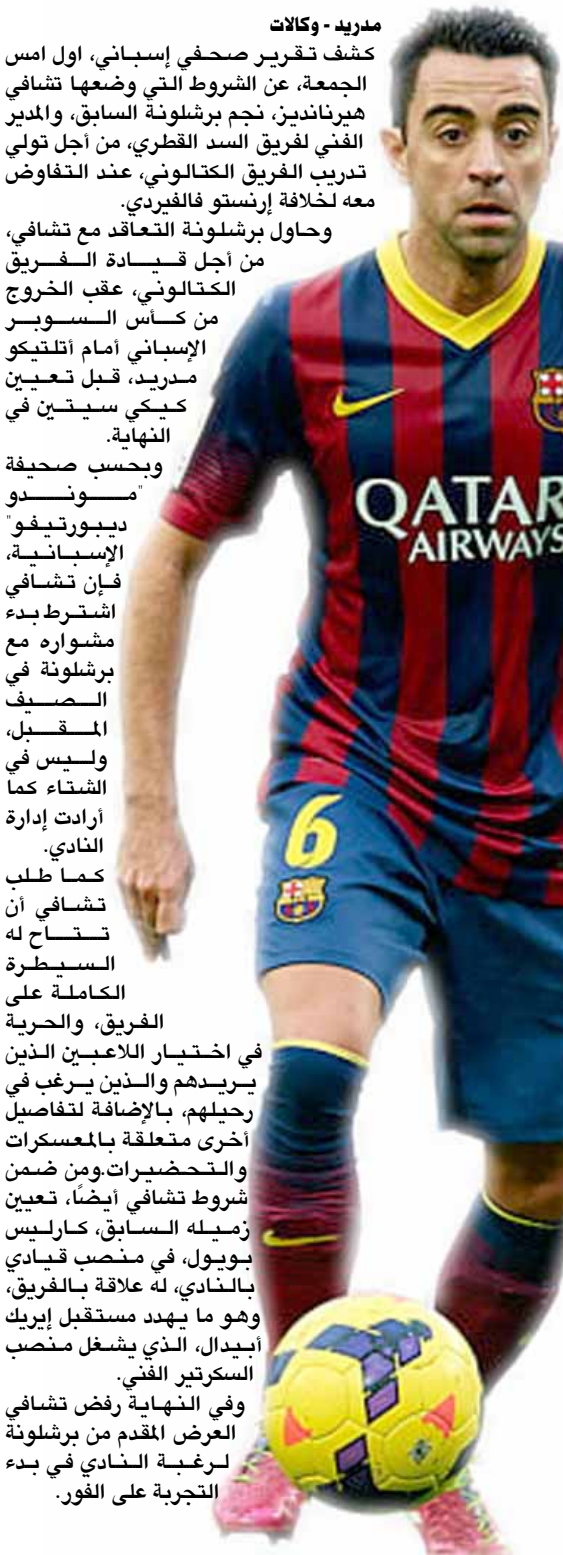 مدريد - وكالات
كشف تقرير صحفي إسباني، اول امس
الجمعة، عن الشروط التي وضعها تشافي
هيرنانديز، نجم برشلونة السابق، والمدير
الفني لفريق السد القطري، من أجل تولي
تدريب الفريق الكتالوني، عند التفاوض
معه لخلافة إرنستو فالفيردي.
وحاول برشلونة التعاقد مع تشافي،
من أجل قيادة الفريق
الكتالوني، عقب الخروج
من كأس السوبر
الإسباني أمام أتلتيكو
مدريد، قبل تعيين
كيكي سيتين في
النهاية.
وبحسب صحيفة
"موندو
ديبورتيفو"
الإسبانية،
فإن تشافي
اشترط بدء
مشواره مع
برشلونة في
الصيف
المقبل،
وليس في
الشتاء كما
أرادت إدارة
النادي.
كما طلب
تشافي أن
تتاح له
السيطرة
الكاملة على
الفريق، والحرية
في اختيار اللاعبين الذين
يريدهم والذين يرغب في
رحيلهم، بالإضافة لتفاصيل
أخرى متعلقة بالمعسكرات
والتحضيرات.ومن ضمن
شروط تشافي أيضًا، تعيين
زميله السابق، كارليس
بويول، في منصب قيادي
بالنادي، له علاقة بالفريق،
وهو ما يهدد مستقبل إيريك
أبيدال، الذي يشغل منصب
السكرتير الفني.
وفي النهاية رفض تشافي
العرض المقدم من برشلونة
لرغبة النادي في بدء
التجربة على الفور.
QATAR
AIRWAYS
6